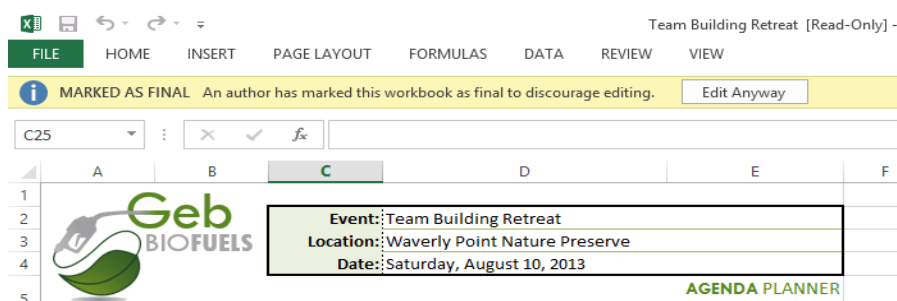 Team Building Retreat [Read-Only] -
FILE HOME INSERT PAGE LAYOUT FORMULAS DATA REVIEW VIEW
MARKED AS FINAL An author has marked this workbook as final to discourage editing. Edit Anyway
C25 fx
A B C D E F
1
2 Event: Team Building Retreat
3 Location: Waverly Point Nature Preserve
4 Date: Saturday, August 10, 2013
5 AGENDA PLANNER
Geb
BIOFUELS